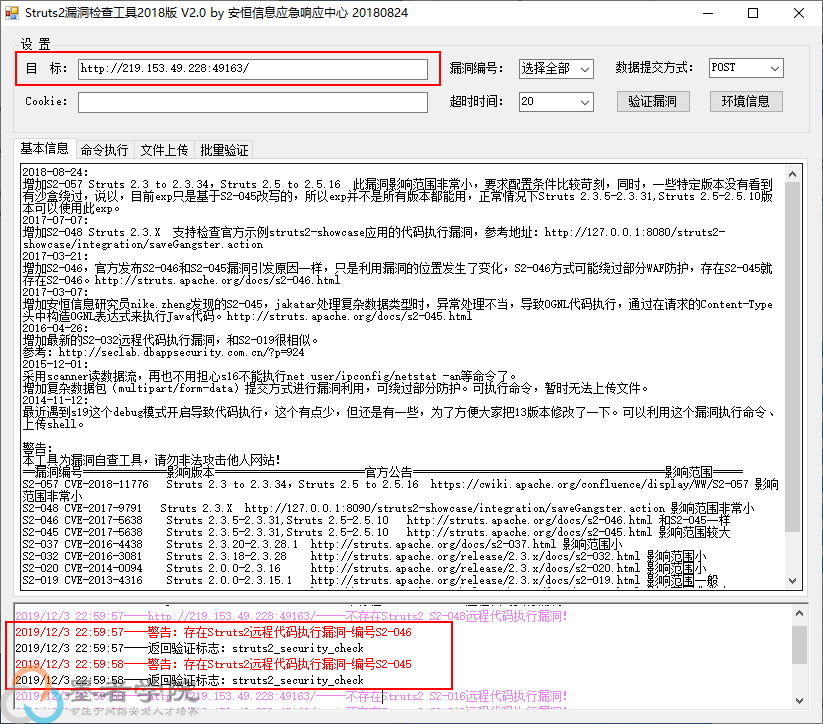 Struts2漏洞检查工具2018版 V2.0 by 安恒信息应急响应中心 20180824
设 置
目 标： http://219.153.49.228:49163/ 漏洞编号： 选择全部 数据提交方式： POST
Cookie: 超时时间： 20 验证漏洞 环境信息
基本信息 命令执行 文件上传 批量验证
2018-08-24:
增加S2-057 Struts 2.3 to 2.3.34，Struts 2.5 to 2.5.16 此漏洞影响范围非常小，要求配置条件比较苛刻，同时，一些特定版本没有看到
有沙盒绕过，说以，目前exp只是基于S2-045改写的，所以exp并不是所有版本都能用，正常情况下Struts 2.3.5-2.3.31,Struts 2.5-2.5.10版
本可以使用此exp。
2017-07-07:
增加S2-048 Struts 2.3.X 支持检查官方示例struts2-showcase应用的代码执行漏洞，参考地址：http://127.0.0.1:8080/struts2-
showcase/integration/saveGangster.action
2017-03-21:
增加S2-046，官方发布S2-046和S2-045漏洞引发原因一样，只是利用漏洞的位置发生了变化，S2-046方式可能绕过部分WAF防护，存在S2-045就
存在S2-046。http://struts.apache.org/docs/s2-046.html
2017-03-07:
增加安恒信息研究员nike.zheng发现的S2-045，jakatar处理复杂数据类型时，异常处理不当，导致OGNL代码执行，通过在请求的Content-Type
头中构造OGNL表达式来执行Java代码。http://struts.apache.org/docs/s2-045.html
2016-04-26:
增加最新的S2-032远程代码执行漏洞，和S2-019很相似。
参考：http://seclab.dbappsecurity.com.cn/?p=924
2015-12-01:
采用scanner读数据流，再也不用担心s16不能执行net user/ipconfig/netstat -an等命令了。
增加复杂数据包（multipart/form-data）提交方式进行漏洞利用，可绕过部分防护。可执行命令，暂时无法上传文件。
2014-11-12:
最近遇到s19这个debug模式开启导致代码执行，这个有点少，但还是有一些，为了方便大家把13版本修改了一下。可以利用这个漏洞执行命令、
上传shell。
警告：
本工具为漏洞自查工具，请勿非法攻击他人网站！
==漏洞编号==============影响版本=========================官方公告==========================================影响范围=====
S2-057 CVE-2018-11776 Struts 2.3 to 2.3.34，Struts 2.5 to 2.5.16 https://cwiki.apache.org/confluence/display/WW/S2-057 影响
范围非常小
S2-048 CVE-2017-9791 Struts 2.3.X http://127.0.0.1:8090/struts2-showcase/integration/saveGangster.action 影响范围非常小
S2-046 CVE-2017-5638 Struts 2.3.5-2.3.31,Struts 2.5-2.5.10 http://struts.apache.org/docs/s2-046.html 和S2-045一样
S2-045 CVE-2017-5638 Struts 2.3.5-2.3.31,Struts 2.5-2.5.10 http://struts.apache.org/docs/s2-045.html 影响范围较大
S2-037 CVE-2016-4438 Struts 2.3.20-2.3.28.1 http://struts.apache.org/docs/s2-037.html 影响范围小
S2-032 CVE-2016-3081 Struts 2.3.18-2.3.28 http://struts.apache.org/release/2.3.x/docs/s2-032.html 影响范围小
S2-020 CVE-2014-0094 Struts 2.0.0-2.3.16 http://struts.apache.org/release/2.3.x/docs/s2-020.html 影响范围小
S2-019 CVE-2013-4316 Struts 2.0.0-2.3.15.1 http://struts.apache.org/release/2.3.x/docs/s2-019.html 影响范围一般
2019/12/3 22:59:57——http://219.153.49.228:49163/——不存在Struts2 S2-048远程代码执行漏洞！
2019/12/3 22:59:57——警告：存在Struts2远程代码执行漏洞-编号S2-046
2019/12/3 22:59:57——返回验证标志：struts2_security_check
2019/12/3 22:59:58——警告：存在Struts2远程代码执行漏洞-编号S2-045
2019/12/3 22:59:58——返回验证标志：struts2_security_check
2019/12/3 22:59:58——http://219.153.49.228:49163/——不存在Struts2 S2-016远程代码执行漏洞！
墨者学院
专注于网络安全人才培养